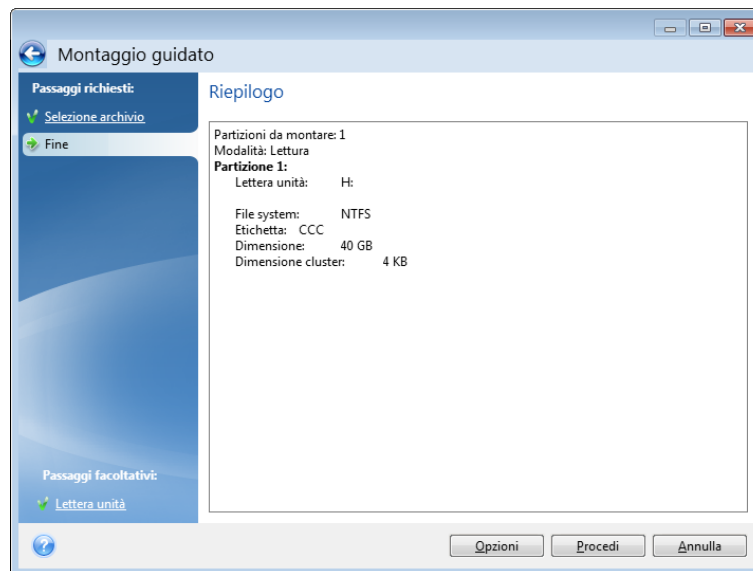 Montaggio guidato
Passaggi richiesti:
Selezione archivio
Fine
Riepilogo
Partizioni da montare: 1
Modalità: Lettura
Partizione 1:
Lettera unità: H:
File system: NTFS
Etichetta: CCC
Dimensione: 40 GB
Dimensione cluster: 4 KB
Passaggi facoltativi:
Lettera unità
Opzioni Procedi Annulla